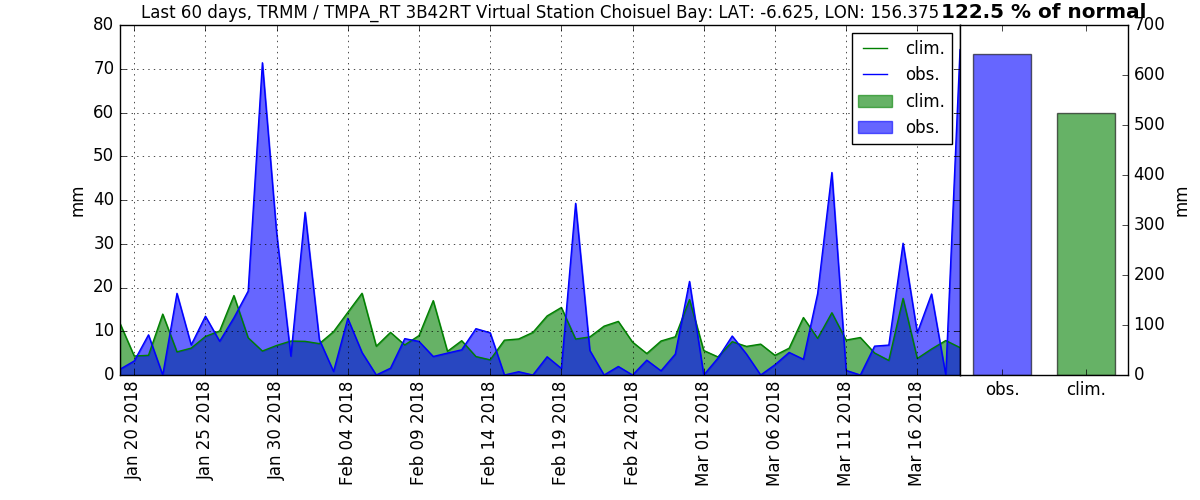 Last 60 days, TRMM / TMPA_RT 3B42RT Virtual Station Choisuel Bay: LAT: -6.625, LON: 156.375
122.5 % of normal
80
70
60
50
40
30
20
10
0
mm
clim.
obs.
clim.
obs.
Jan 20 2018
Jan 25 2018
Jan 30 2018
Feb 04 2018
Feb 09 2018
Feb 14 2018
Feb 19 2018
Feb 24 2018
Mar 01 2018
Mar 06 2018
Mar 11 2018
Mar 16 2018
700
600
500
400
300
200
100
0
mm
obs.
clim.